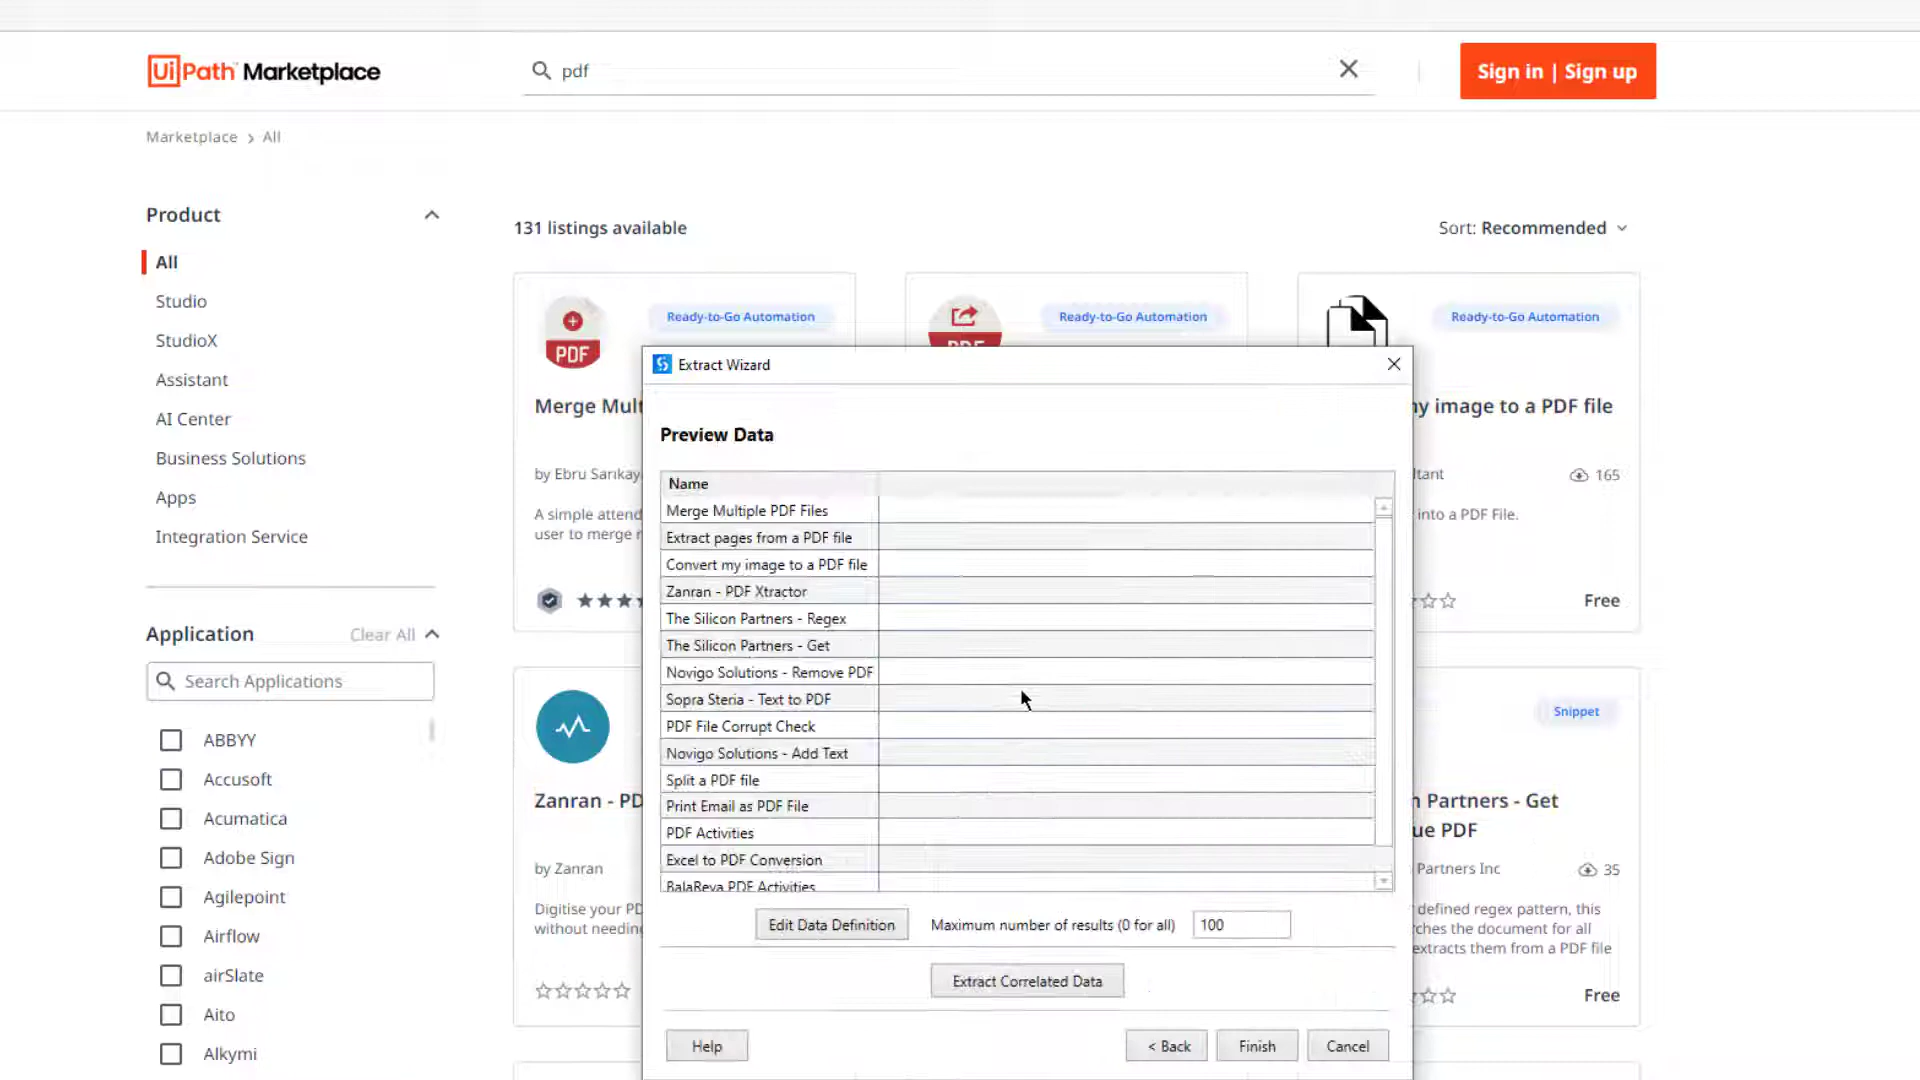 UiPath Marketplace
pdf
Sign in | Sign up
Marketplace > All
Product
All
Studio
StudioX
Assistant
AI Center
Business Solutions
Apps
Integration Service
Application
Clear All
Search Applications
ABBYY
Accusoft
Acumatica
Adobe Sign
Agilepoint
Airflow
airSlate
Aito
Alkymi
131 listings available
Sort: Recommended
Ready-to-Go Automation
Ready-to-Go Automation
Ready-to-Go Automation
PDF
PDF
Merge Mult
by Ebru Sarıkay
A simple attend
user to merge
y image to a PDF file
ltant
165
into a PDF File.
Free
Zanran - PD
by Zanran
Digitise your PD
without needin
Snippet
n Partners - Get
ue PDF
Partners Inc
35
defined regex pattern, this
ches the document for all
extracts them from a PDF file
Free
Extract Wizard
Preview Data
Name
Merge Multiple PDF Files
Extract pages from a PDF file
Convert my image to a PDF file
Zanran - PDF Xtractor
The Silicon Partners - Regex
The Silicon Partners - Get
Novigo Solutions - Remove PDF
Sopra Steria - Text to PDF
PDF File Corrupt Check
Novigo Solutions - Add Text
Split a PDF file
Print Email as PDF File
PDF Activities
Excel to PDF Conversion
BalaReva PDF Activities
Edit Data Definition
Maximum number of results (0 for all)
100
Extract Correlated Data
Help
< Back
Finish
Cancel